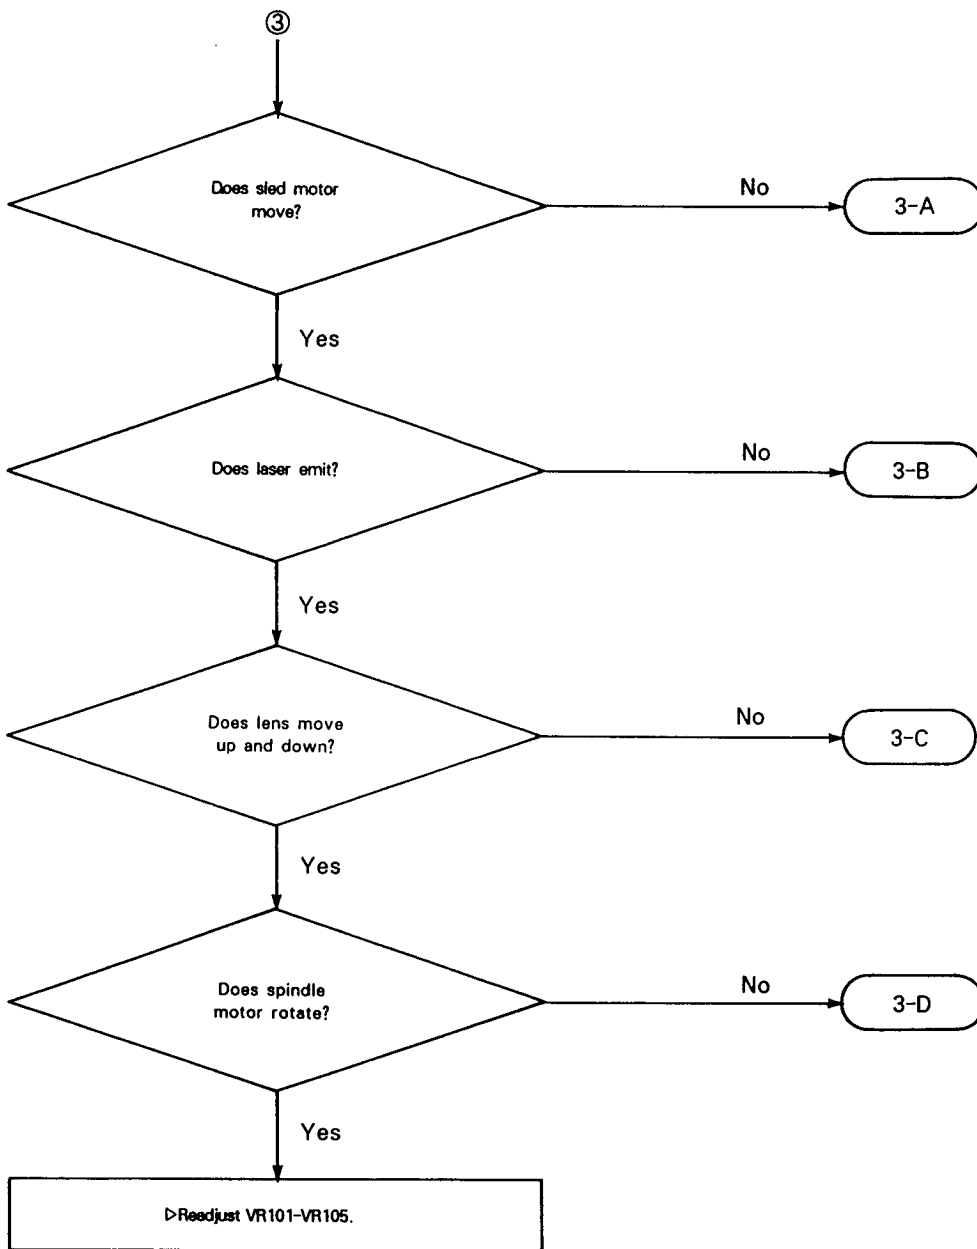 ③
Does sled motor
move?
No
3-A
Yes
Does laser emit?
No
3-B
Yes
Does lens move
up and down?
No
3-C
Yes
Does spindle
motor rotate?
No
3-D
Yes
▷Readjust VR101-VR105.